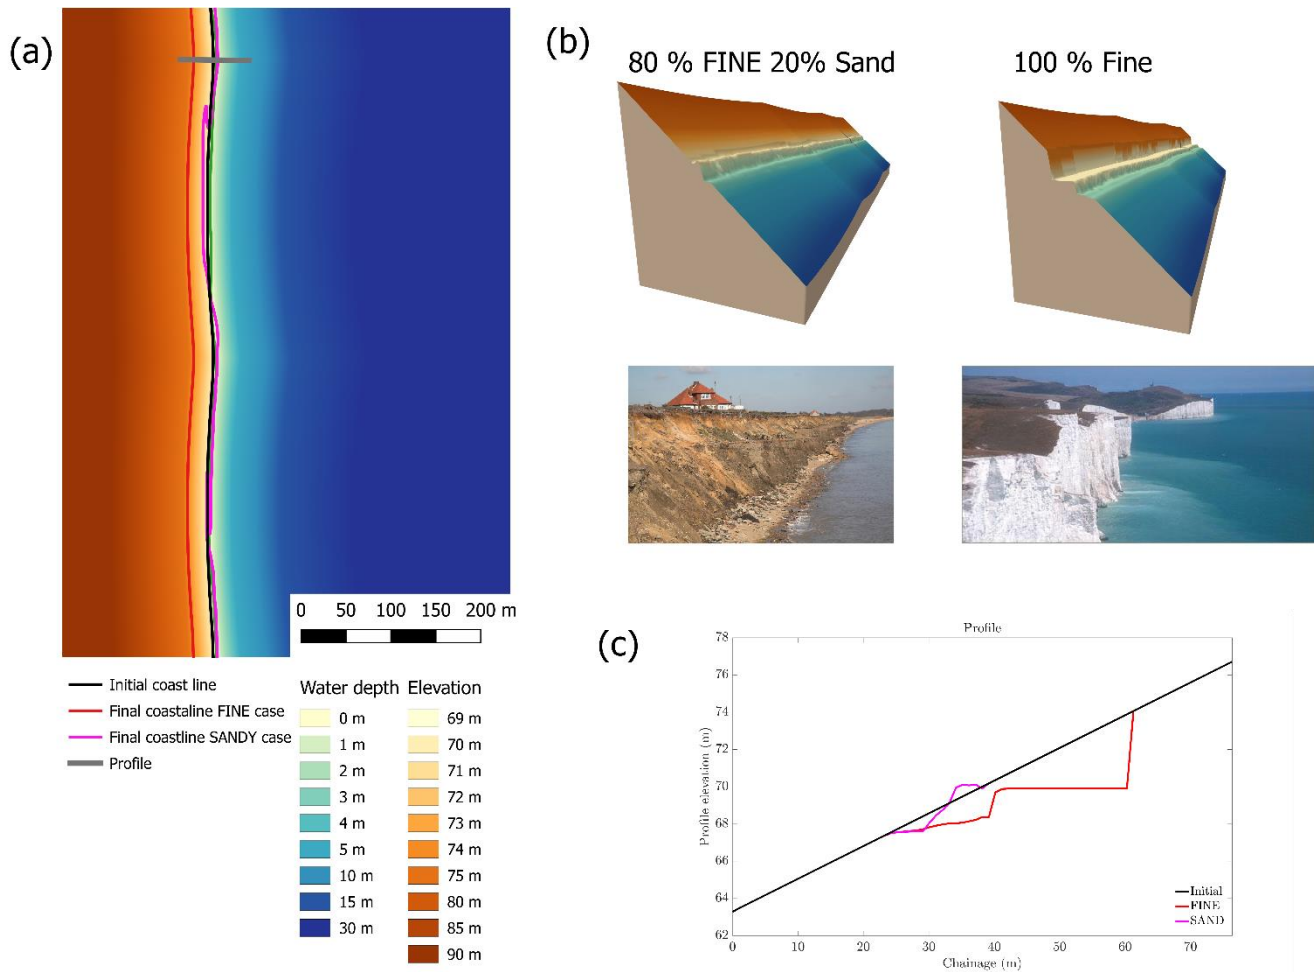 (a)
0 50 100 150 200 m
Initial coast line
Final coastaline FINE case
Final coastline SANDY case
Profile
Water depth
0 m
1 m
2 m
3 m
4 m
5 m
10 m
15 m
30 m
Elevation
69 m
70 m
71 m
72 m
73 m
74 m
75 m
80 m
85 m
90 m
(b)
80 % FINE 20% Sand
100 % Fine
(c)
Profile
Profile elevation (m)
78
76
74
72
70
68
66
64
62
0 10 20 30 40 50 60 70
Chainage (m)
Initial
FINE
SAND